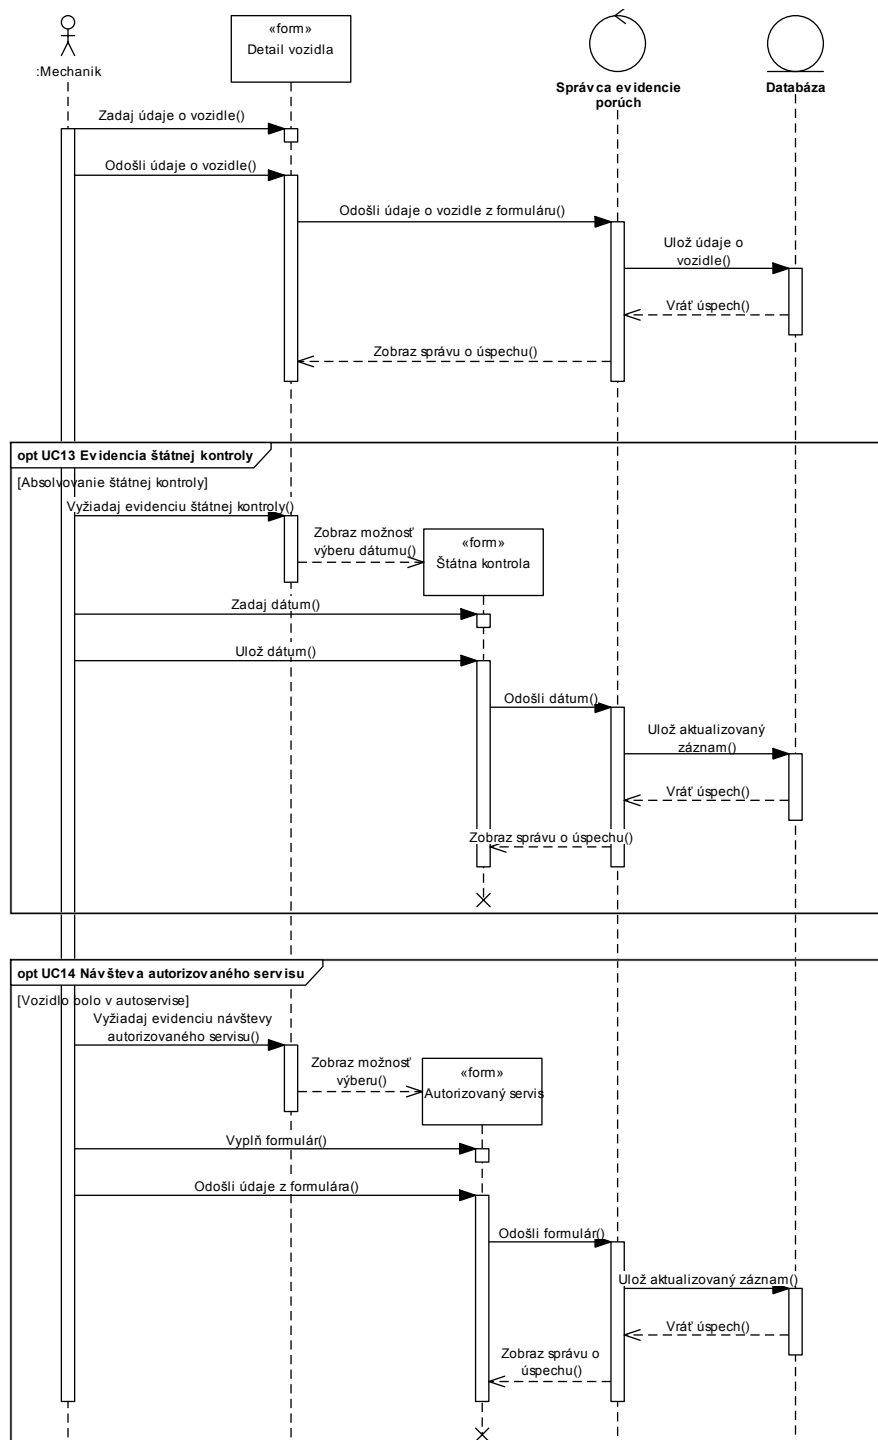 «form»
Detail vozidla
:Mechanik
Správca evidencie
porúch
Databáza
Zadaj údaje o vozidle()
Odošli údaje o vozidle()
Odošli údaje o vozidle z formuláru()
Ulož údaje o
vozidle()
Vráť úspech()
Zobraz správu o úspechu()
opt UC13 Evidencia štátnej kontroly
[Absolvovanie štátnej kontroly]
Vyžiadaj evidenciu štátnej kontroly()
Zobraz možnosť
výberu dátumu()
«form»
Štátna kontrola
Zadaj dátum()
Ulož dátum()
Odošli dátum()
Ulož aktualizovaný
záznam()
Vráť úspech()
Zobraz správu o úspechu()
opt UC14 Návšteva autorizovaného servisu
[Vozidlo bolo v autoservise]
Vyžiadaj evidenciu návštevy
autorizovaného servisu()
Zobraz možnosť
výberu()
«form»
Autorizovaný servis
Vyplň formulár()
Odošli údaje z formulára()
Odošli formulár()
Ulož aktualizovaný záznam()
Vráť úspech()
Zobraz správu o
úspechu()